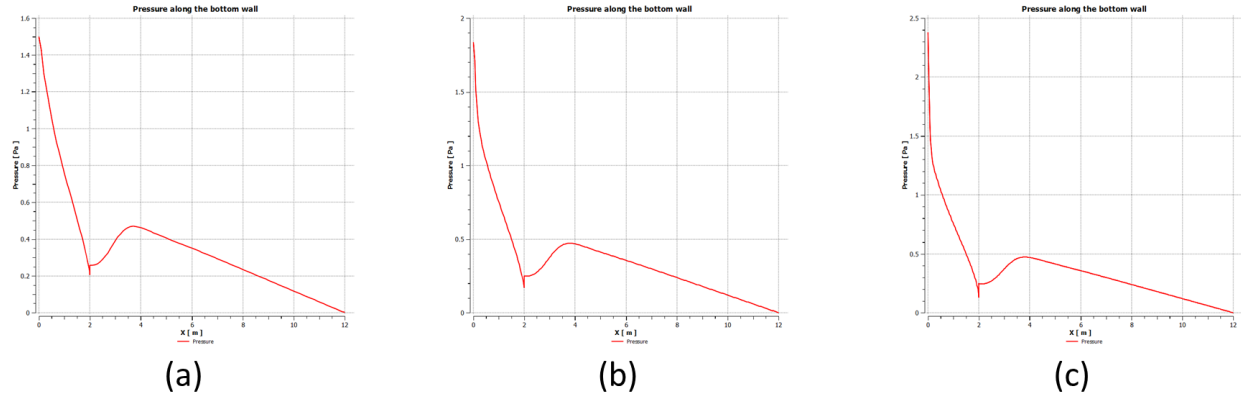 Pressure along the bottom wall
Pressure [ Pa ]
1.6
1.4
1.2
1
0.8
0.6
0.4
0.2
0
0 2 4 6 8 10 12
X [ m ]
Pressure
(a)
Pressure along the bottom wall
Pressure [ Pa ]
2
1.5
1
0.5
0
0 2 4 6 8 10 12
X [ m ]
Pressure
(b)
Pressure along the bottom wall
Pressure [ Pa ]
2.5
2
1.5
1
0.5
0
0 2 4 6 8 10 12
X [ m ]
Pressure
(c)